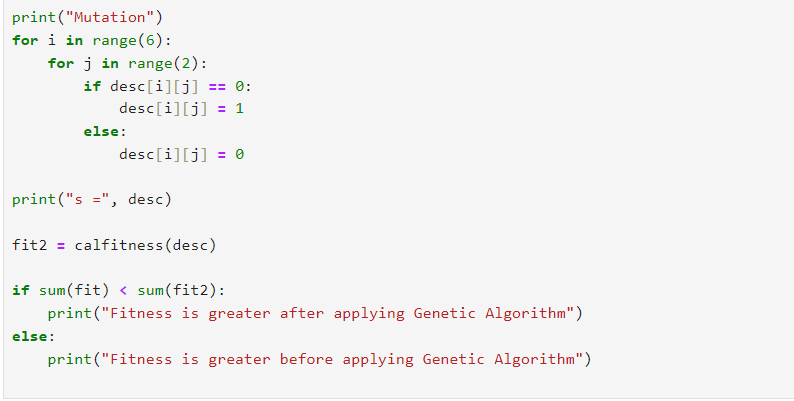 print("Mutation")
for i in range(6):
    for j in range(2):
        if desc[i][j] == 0:
            desc[i][j] = 1
        else:
            desc[i][j] = 0
print("s =", desc)
fit2 = calfitness(desc)
if sum(fit) < sum(fit2):
    print("Fitness is greater after applying Genetic Algorithm")
else:
    print("Fitness is greater before applying Genetic Algorithm")